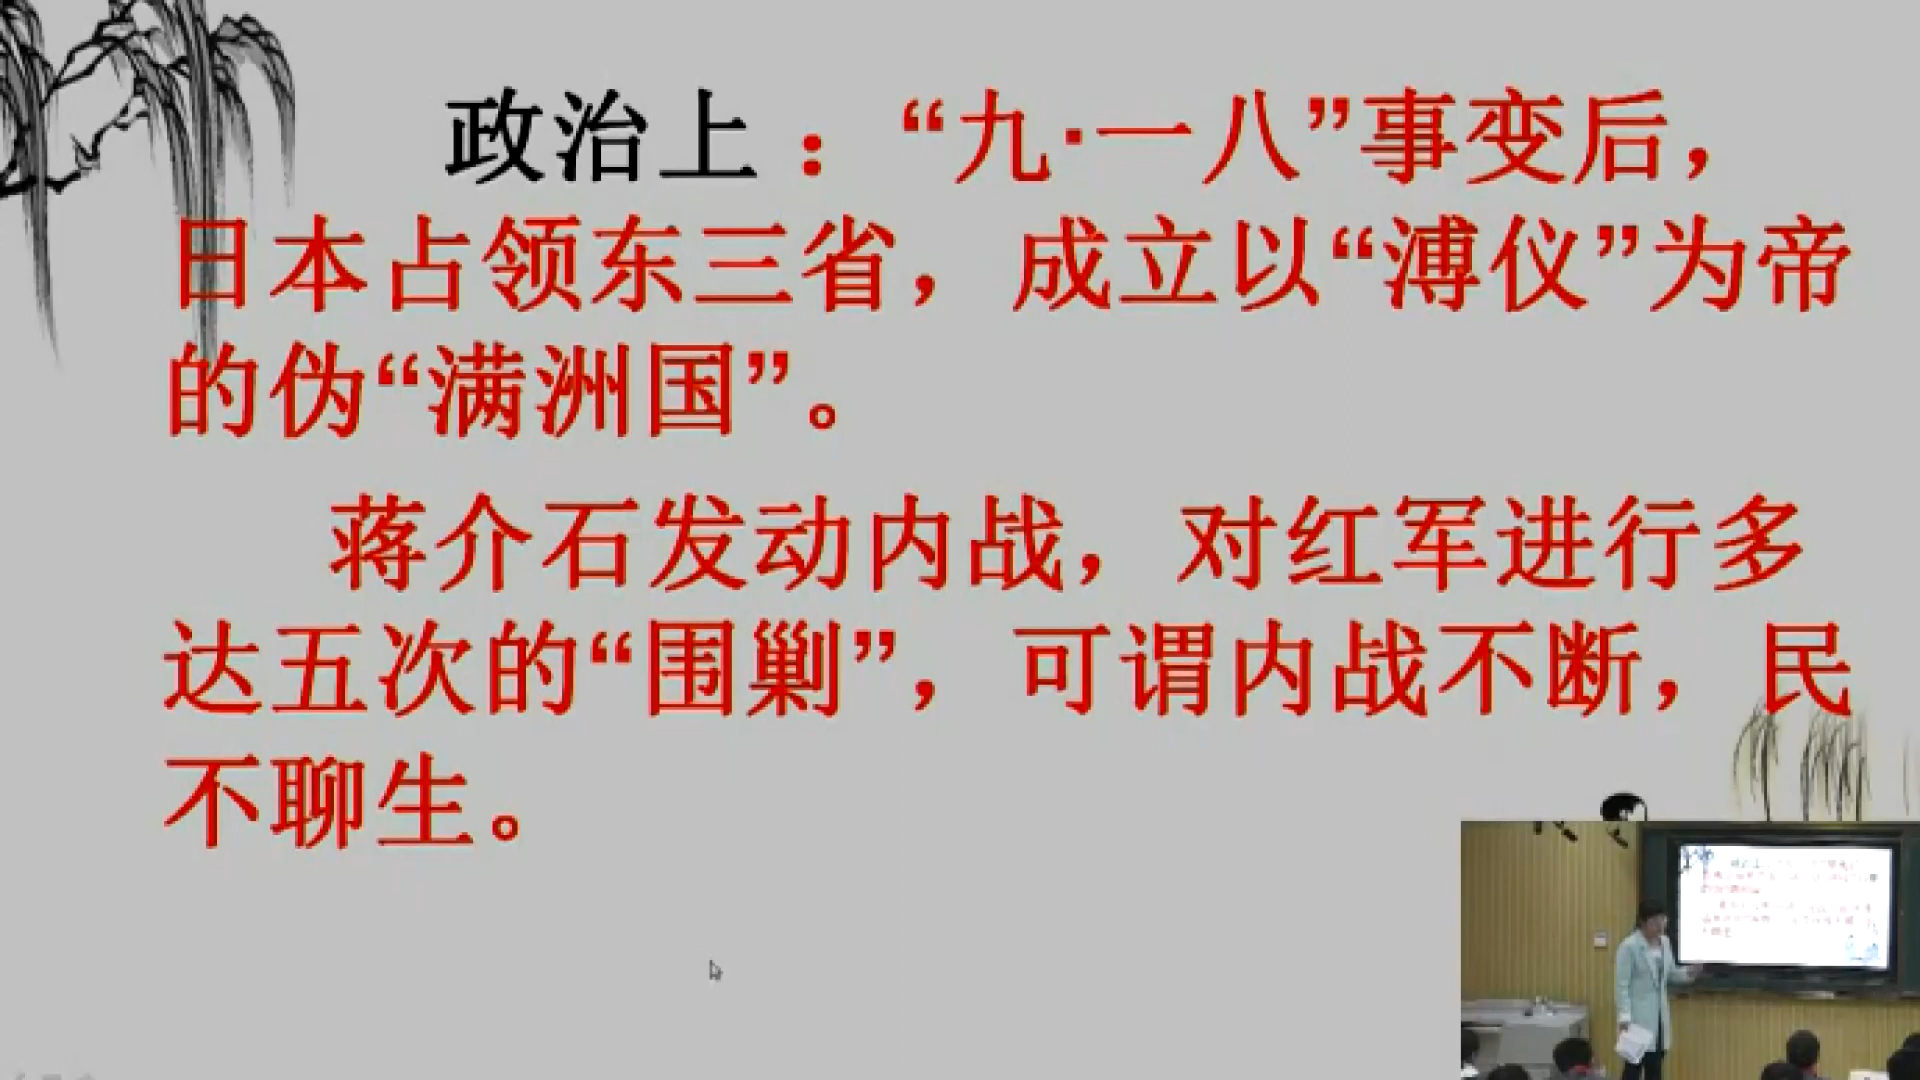 政治上：“九·一八”事变后，
日本占领东三省，成立以“溥仪”为帝
的伪“满洲国”。
蒋介石发动内战，对红军进行多
达五次的“围剿”，可谓内战不断，民
不聊生。